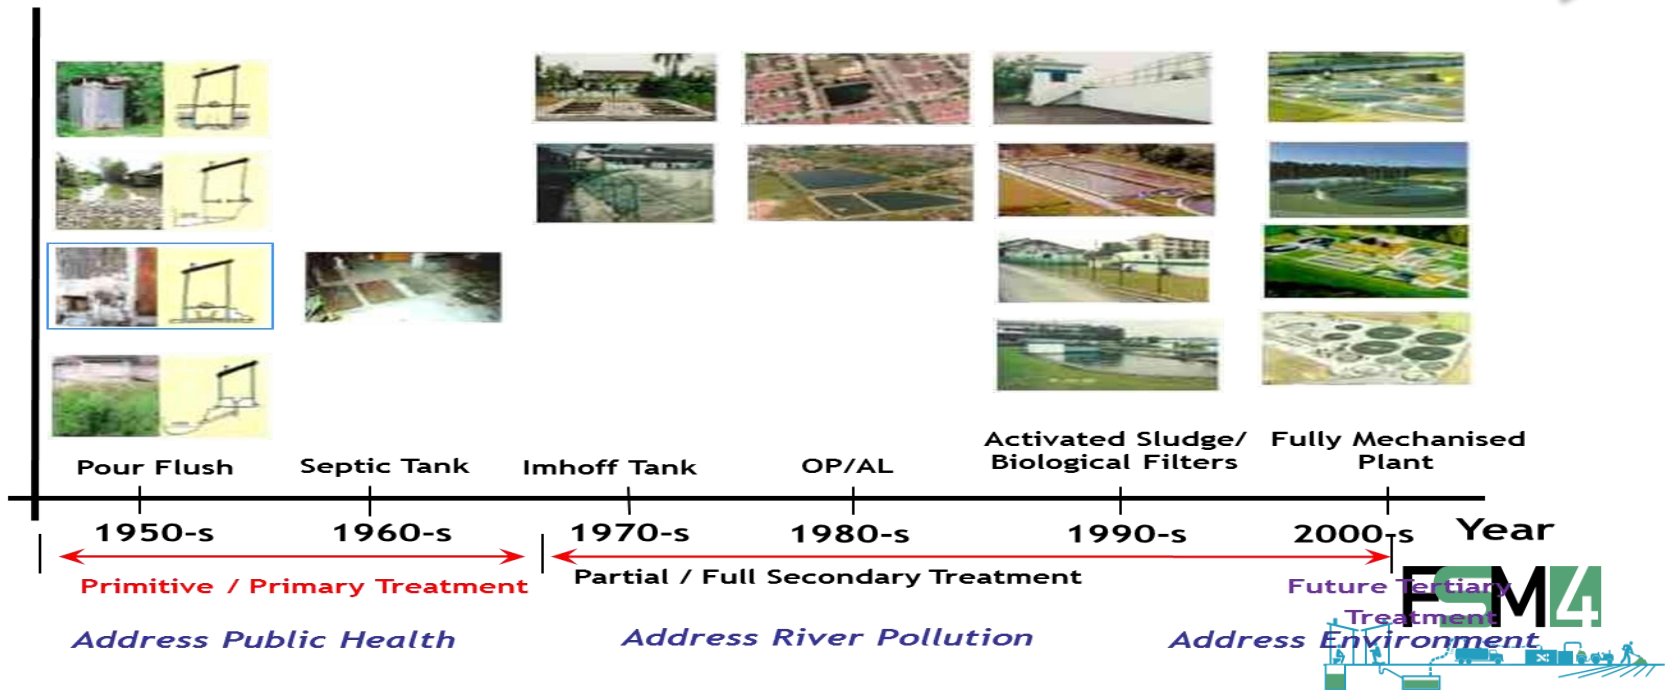 Pour Flush
Septic Tank
Imhoff Tank
OP/AL
Activated Sludge/
Biological Filters
Fully Mechanised
Plant
1950-s
1960-s
1970-s
1980-s
1990-s
2000-s
Year
Primitive / Primary Treatment
Partial / Full Secondary Treatment
Future Tertiary
Treatment
Address Public Health
Address River Pollution
Address Environment
FSM4